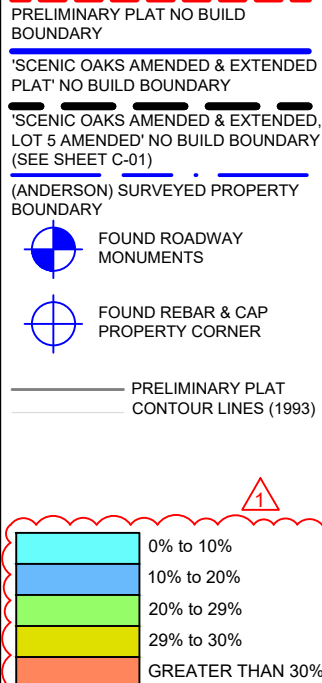 PRELIMINARY PLAT NO BUILD
BOUNDARY
'SCENIC OAKS AMENDED & EXTENDED
PLAT' NO BUILD BOUNDARY
'SCENIC OAKS AMENDED & EXTENDED,
LOT 5 AMENDED' NO BUILD BOUNDARY
(SEE SHEET C-01)
(ANDERSON) SURVEYED PROPERTY
BOUNDARY
FOUND ROADWAY
MONUMENTS
FOUND REBAR & CAP
PROPERTY CORNER
PRELIMINARY PLAT
CONTOUR LINES (1993)
1
0% to 10%
10% to 20%
20% to 29%
29% to 30%
GREATER THAN 30%